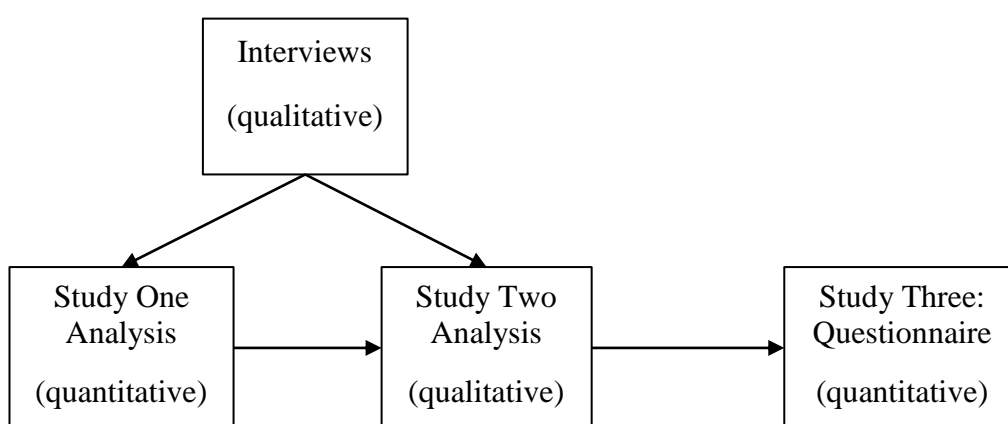 Interviews
(qualitative)
Study One
Analysis
(quantitative)
Study Two
Analysis
(qualitative)
Study Three:
Questionnaire
(quantitative)